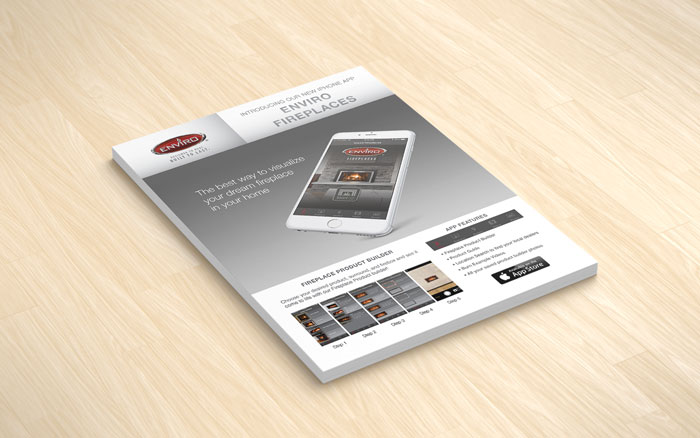 INTRODUCING OUR NEW IPHONE APP
ENVIRO
FIREPLACES
ENVIRO
BUILT TO LAST
The best way to visualize
your dream fireplace
in your home
ENVIRO
FIREPLACES
FIREPLACE PRODUCT BUILDER
Choose your desired product, surround, and firebox and see it
come to life with our Fireplace Product builder!
Step 1
Step 2
Step 3
Step 4
Step 5
APP FEATURES
• Fireplace Product Builder
• Product Guide
• Location Search to find your local dealers
• Burn Example Videos
• All your saved product builder photos
Available on the
App Store